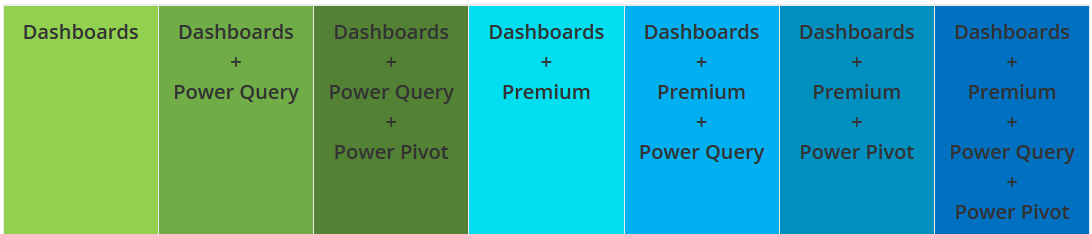 Dashboards
Dashboards
+
Power Query
Dashboards
+
Power Query
+
Power Pivot
Dashboards
+
Premium
Dashboards
+
Premium
+
Power Query
Dashboards
+
Premium
+
Power Pivot
Dashboards
+
Premium
+
Power Query
+
Power Pivot